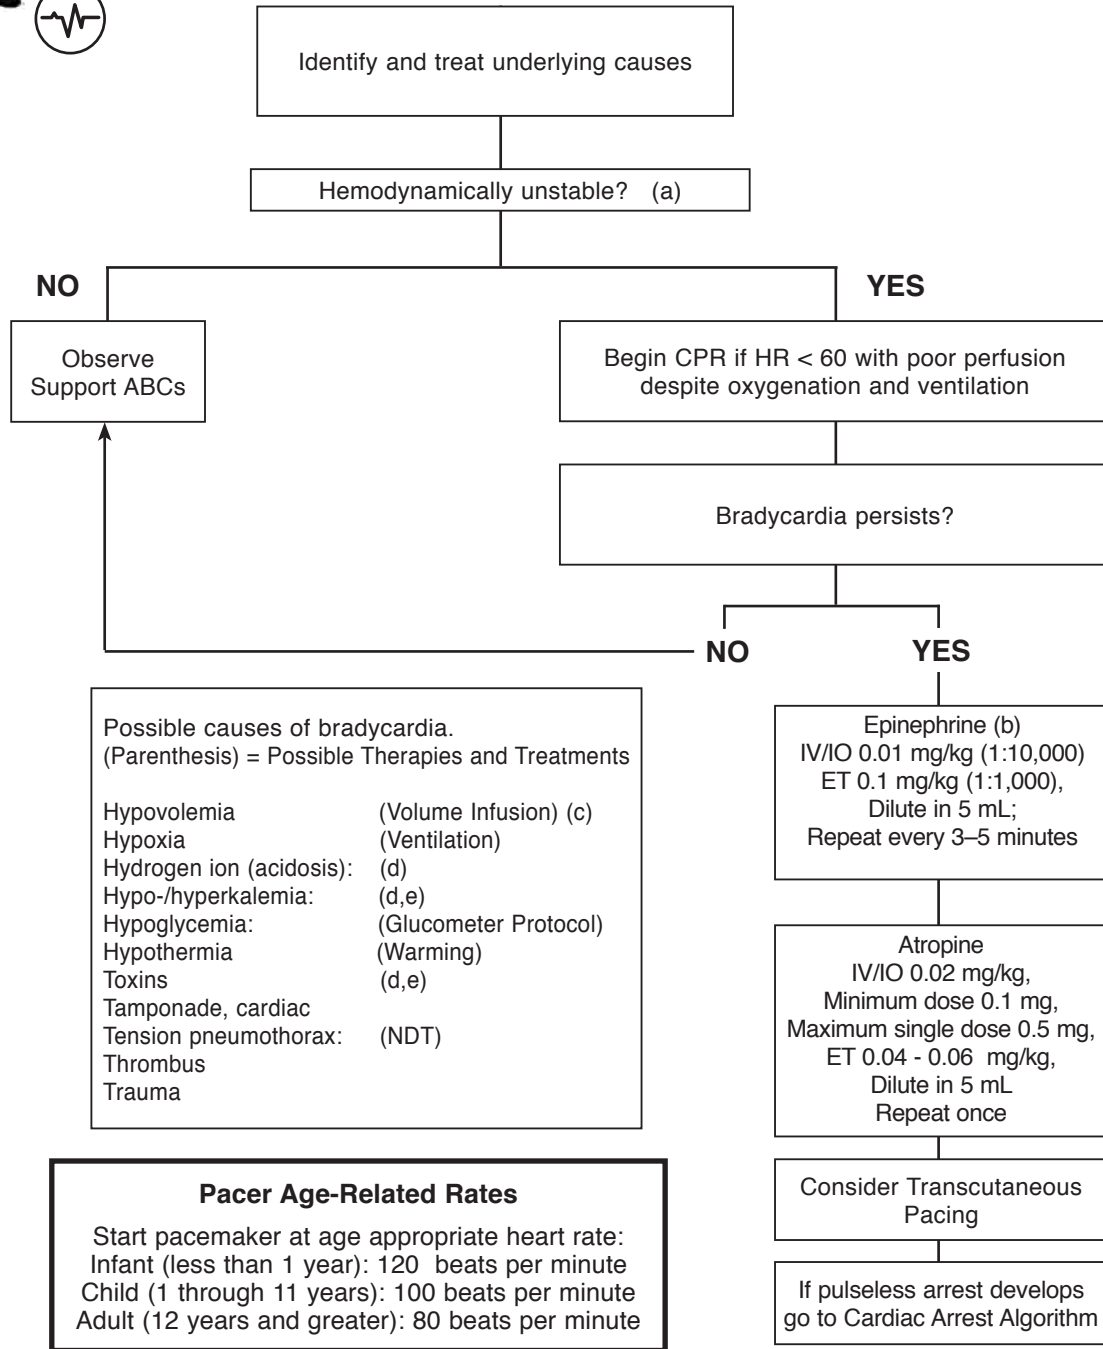 Identify and treat underlying causes
Hemodynamically unstable? (a)
NO
YES
Observe
Support ABCs
Begin CPR if HR < 60 with poor perfusion
despite oxygenation and ventilation
Bradycardia persists?
NO
YES
Possible causes of bradycardia.
(Parenthesis) = Possible Therapies and Treatments
Hypovolemia (Volume Infusion) (c)
Hypoxia (Ventilation)
Hydrogen ion (acidosis): (d)
Hypo-/hyperkalemia: (d,e)
Hypoglycemia: (Glucometer Protocol)
Hypothermia (Warming)
Toxins (d,e)
Tamponade, cardiac
Tension pneumothorax: (NDT)
Thrombus
Trauma
Epinephrine (b)
IV/IO 0.01 mg/kg (1:10,000)
ET 0.1 mg/kg (1:1,000),
Dilute in 5 mL;
Repeat every 3–5 minutes
Atropine
IV/IO 0.02 mg/kg,
Minimum dose 0.1 mg,
Maximum single dose 0.5 mg,
ET 0.04 - 0.06 mg/kg,
Dilute in 5 mL
Repeat once
Consider Transcutaneous
Pacing
If pulseless arrest develops
go to Cardiac Arrest Algorithm
Pacer Age-Related Rates
Start pacemaker at age appropriate heart rate:
Infant (less than 1 year): 120 beats per minute
Child (1 through 11 years): 100 beats per minute
Adult (12 years and greater): 80 beats per minute